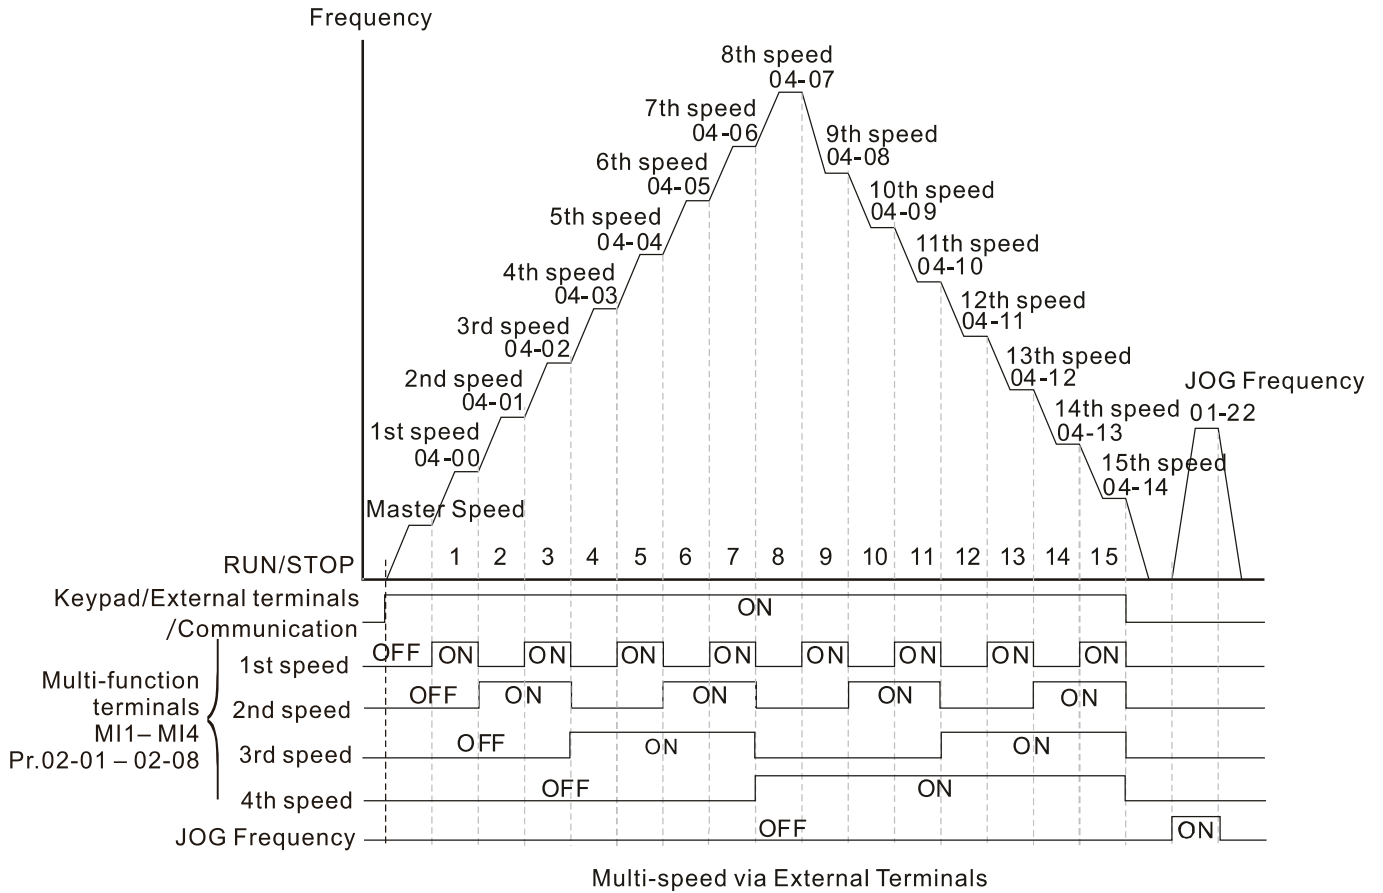 Frequency
8th speed
04-07
7th speed
04-06
9th speed
04-08
6th speed
04-05
10th speed
04-09
5th speed
04-04
11th speed
04-10
4th speed
04-03
12th speed
04-11
3rd speed
04-02
13th speed
04-12
2nd speed
04-01
JOG Frequency
01-22
14th speed
04-13
1st speed
04-00
15th speed
04-14
Master Speed
RUN/STOP
1 2 3 4 5 6 7 8 9 10 11 12 13 14 15
Keypad/External terminals
/Communication
ON
Multi-function
terminals
MI1– MI4
Pr.02-01 – 02-08
1st speed
OFF ON ON ON ON ON ON ON ON
2nd speed
OFF ON ON ON ON
3rd speed
OFF ON ON
4th speed
OFF ON
JOG Frequency
OFF ON
Multi-speed via External Terminals